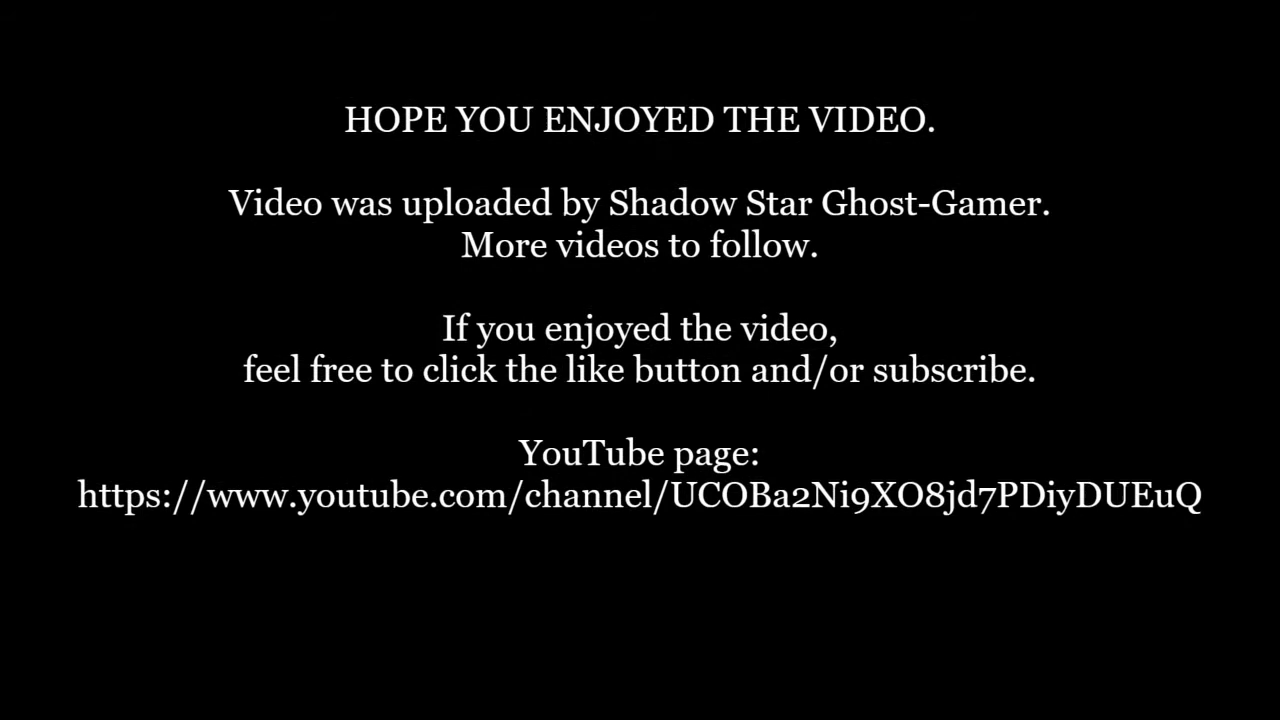 HOPE YOU ENJOYED THE VIDEO.
Video was uploaded by Shadow Star Ghost-Gamer.
More videos to follow.
If you enjoyed the video,
feel free to click the like button and/or subscribe.
YouTube page:
https://www.youtube.com/channel/UCOBa2Ni9XO8jd7PDiyDUEuQ